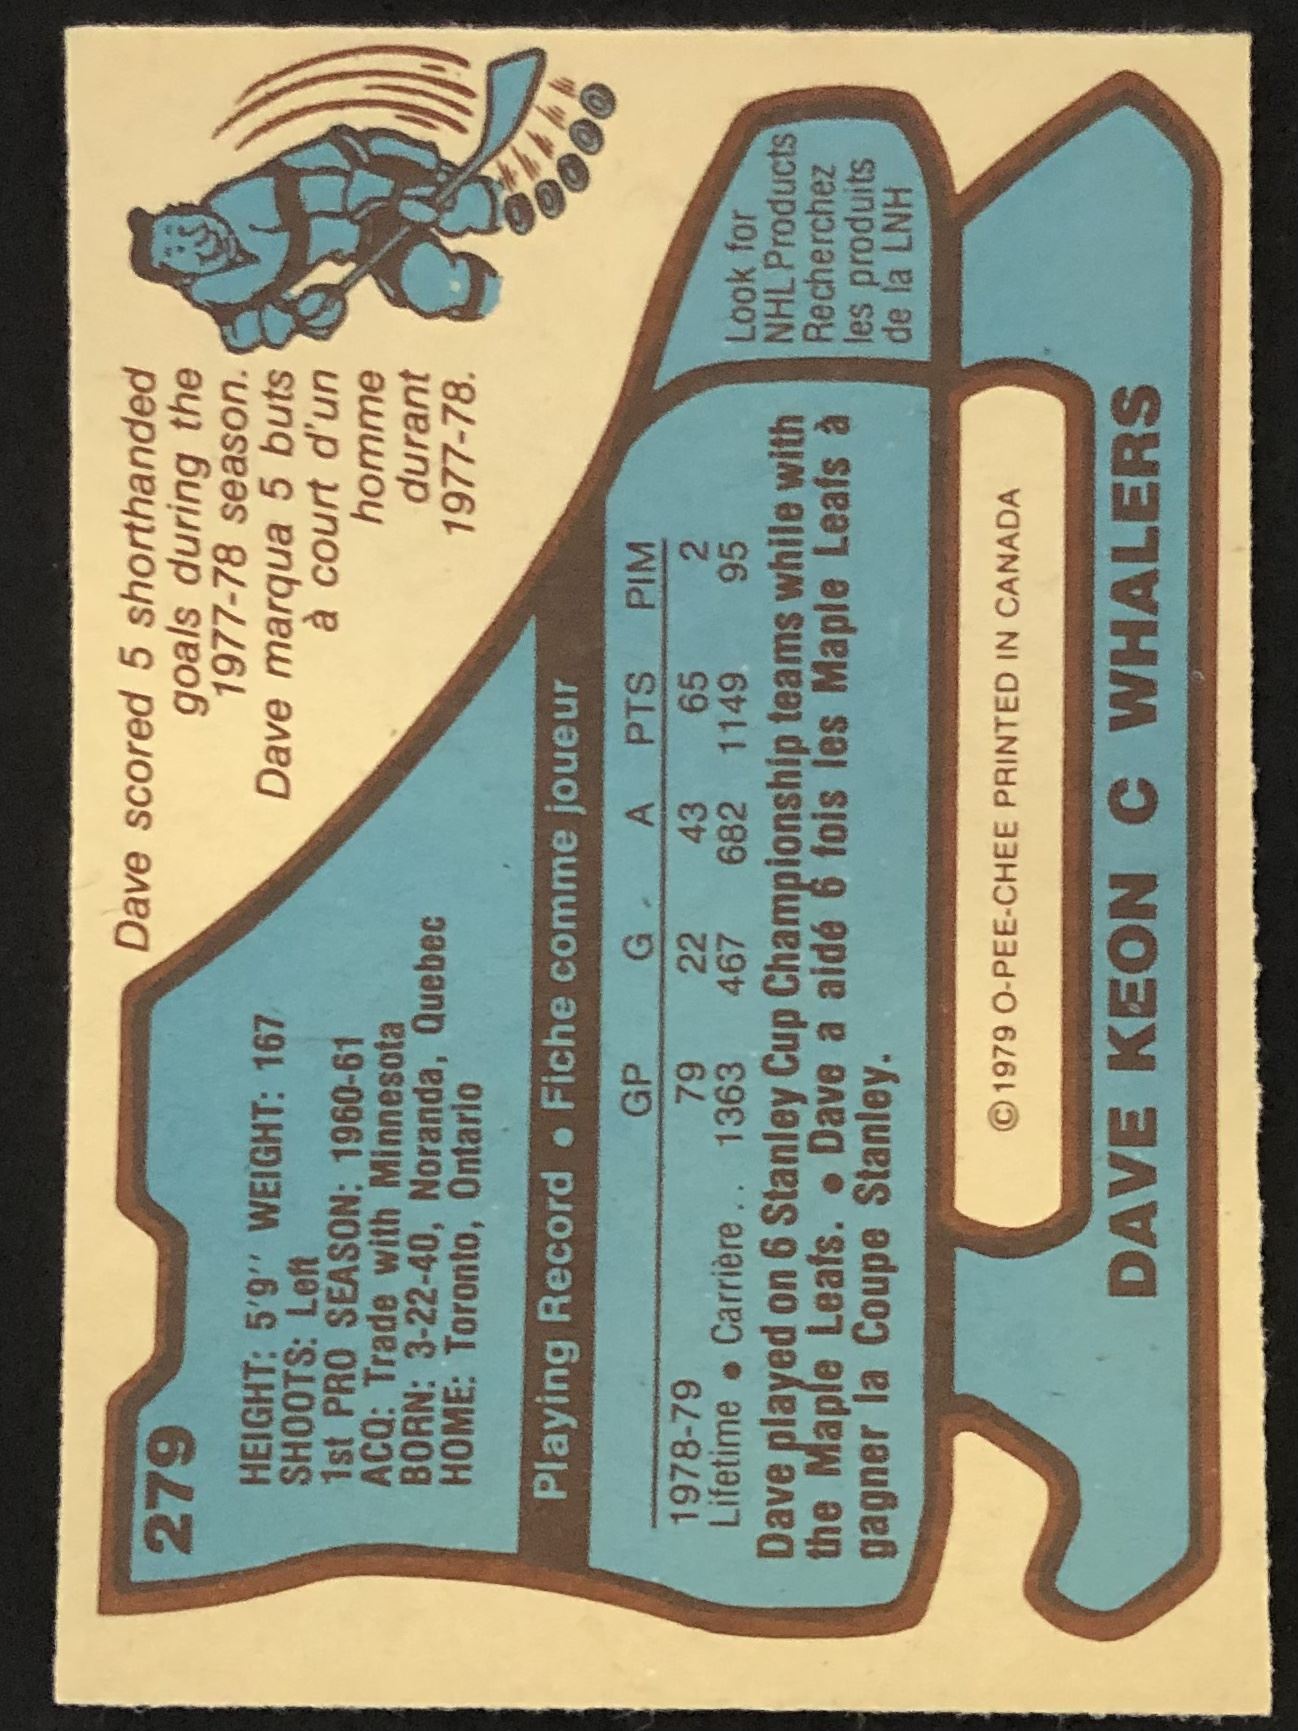 279
Dave scored 5 shorthanded
goals during the
1977-78 season.
Dave marqua 5 buts
à court d'un
homme
durant
1977-78.
HEIGHT: 5'9'' WEIGHT: 167
SHOOTS: Left
1st PRO SEASON: 1960-61
ACQ: Trade with Minnesota
BORN: 3-22-40, Noranda, Quebec
HOME: Toronto, Ontario
Playing Record • Fiche comme joueur
GP G A PTS PIM
1978-79 79 22 43 65 2
Lifetime • Carrière . . 1363 467 682 1149 95
Dave played on 6 Stanley Cup Championship teams while with
the Maple Leafs. • Dave a aidé 6 fois les Maple Leafs à
gagner la Coupe Stanley.
Look for
NHL Products
Recherchez
les produits
de la LNH
©1979 O-PEE-CHEE PRINTED IN CANADA
DAVE KEON C WHALERS